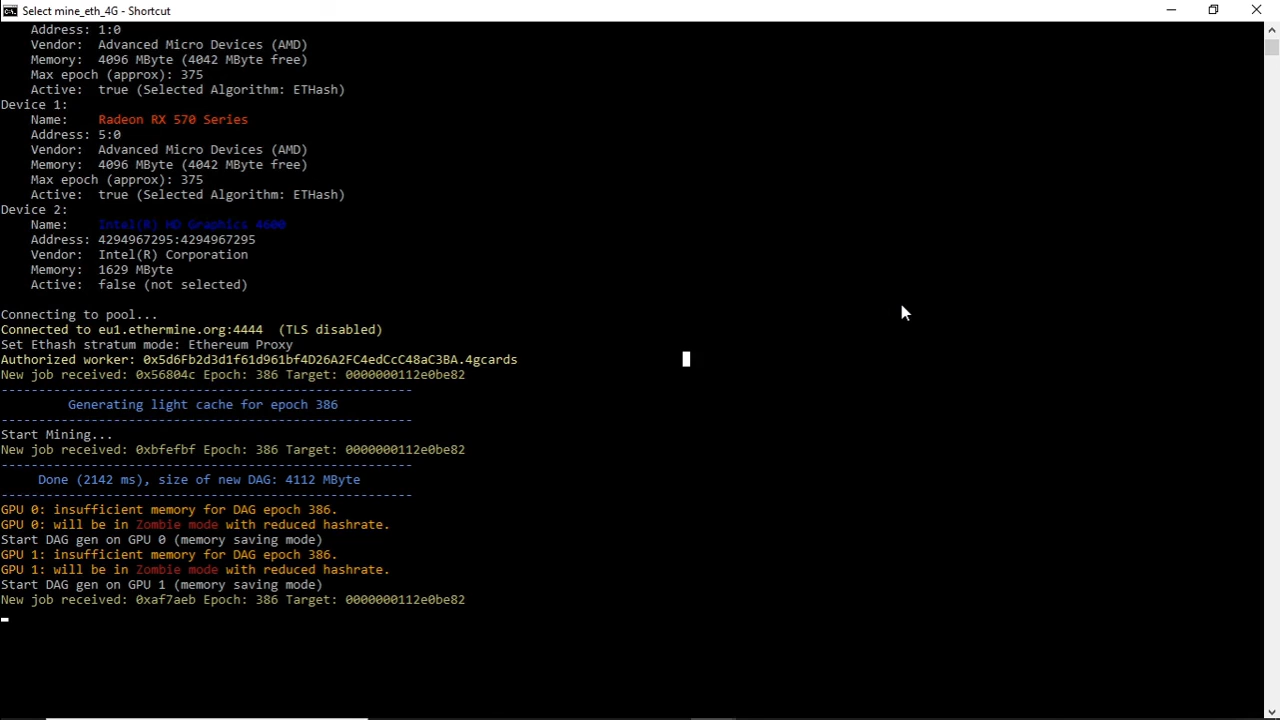 Select mine_eth_4G - Shortcut
Address: 1:0
Vendor: Advanced Micro Devices (AMD)
Memory: 4096 MByte (4042 MByte free)
Max epoch (approx): 375
Active: true (Selected Algorithm: ETHash)
Device 1:
Name: Radeon RX 570 Series
Address: 5:0
Vendor: Advanced Micro Devices (AMD)
Memory: 4096 MByte (4042 MByte free)
Max epoch (approx): 375
Active: true (Selected Algorithm: ETHash)
Device 2:
Name: Intel(R) HD Graphics 4600
Address: 4294967295:4294967295
Vendor: Intel(R) Corporation
Memory: 1629 MByte
Active: false (not selected)
Connecting to pool...
Connected to eu1.ethermine.org:4444 (TLS disabled)
Set Ethash stratum mode: Ethereum Proxy
Authorized worker: 0x5d6Fb2d3d1f61d961bf4D26A2FC4edCcC48aC3BA.4gcards
New job received: 0x56804c Epoch: 386 Target: 0000000112e0be82
-------------------------------------------------------
Generating light cache for epoch 386
-------------------------------------------------------
Start Mining...
New job received: 0xbfefbf Epoch: 386 Target: 0000000112e0be82
-------------------------------------------------------
Done (2142 ms), size of new DAG: 4112 MByte
-------------------------------------------------------
GPU 0: insufficient memory for DAG epoch 386.
GPU 0: will be in Zombie mode with reduced hashrate.
Start DAG gen on GPU 0 (memory saving mode)
GPU 1: insufficient memory for DAG epoch 386.
GPU 1: will be in Zombie mode with reduced hashrate.
Start DAG gen on GPU 1 (memory saving mode)
New job received: 0xaf7aeb Epoch: 386 Target: 0000000112e0be82